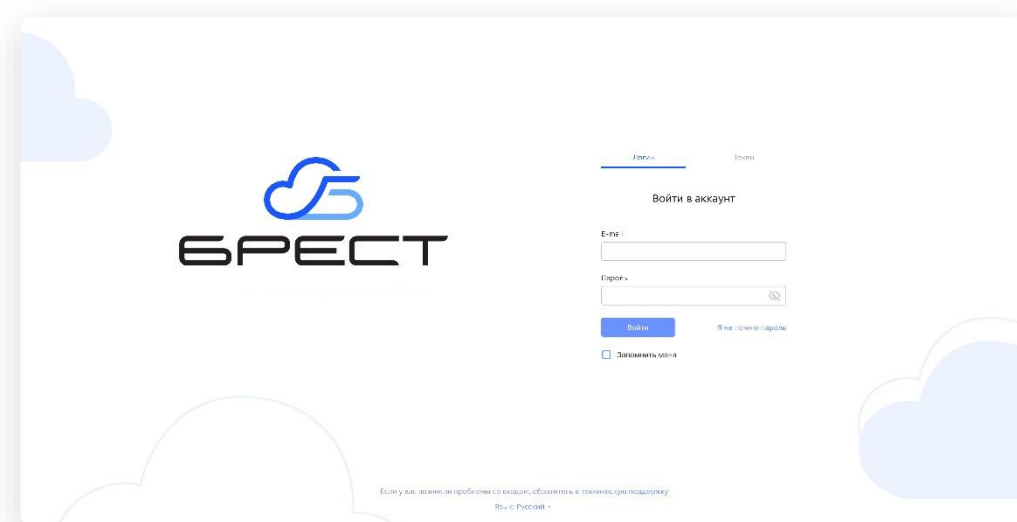 БРЕСТ
Логин
Токен
Войти в аккаунт
E-mail
Пароль
Войти
Я не помню пароль
Запомнить меня
Если у вас возникли проблемы со входом, обратитесь в техническую поддержку
Язык: Русский